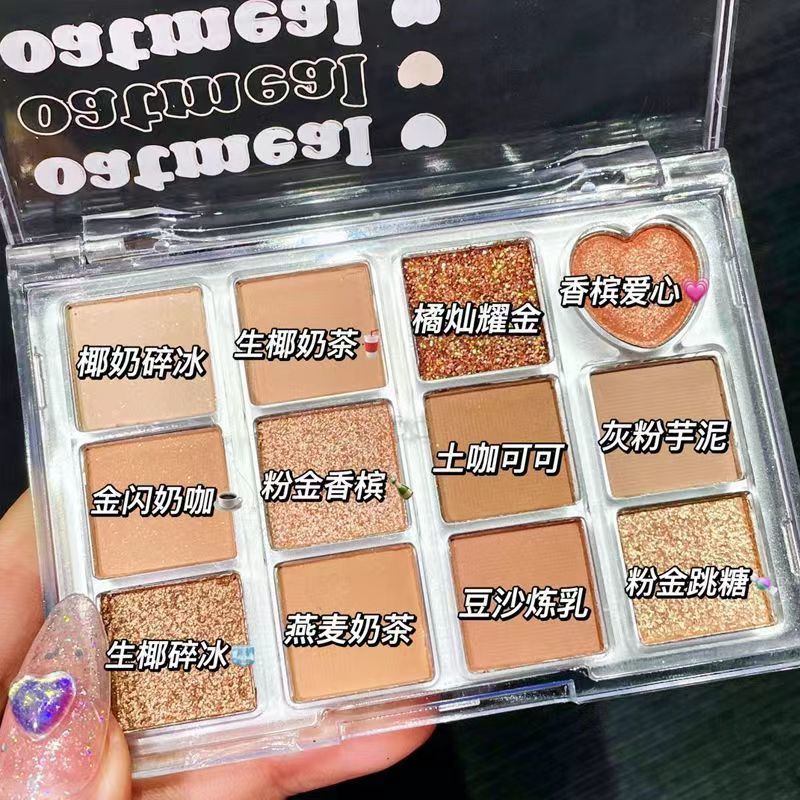 oatmeal
oatmeal
oatmeal
椰奶碎冰
生椰奶茶
橘灿耀金
香槟爱心
金闪奶咖
粉金香槟
土咖可可
灰粉芋泥
生椰碎冰
燕麦奶茶
豆沙炼乳
粉金跳糖